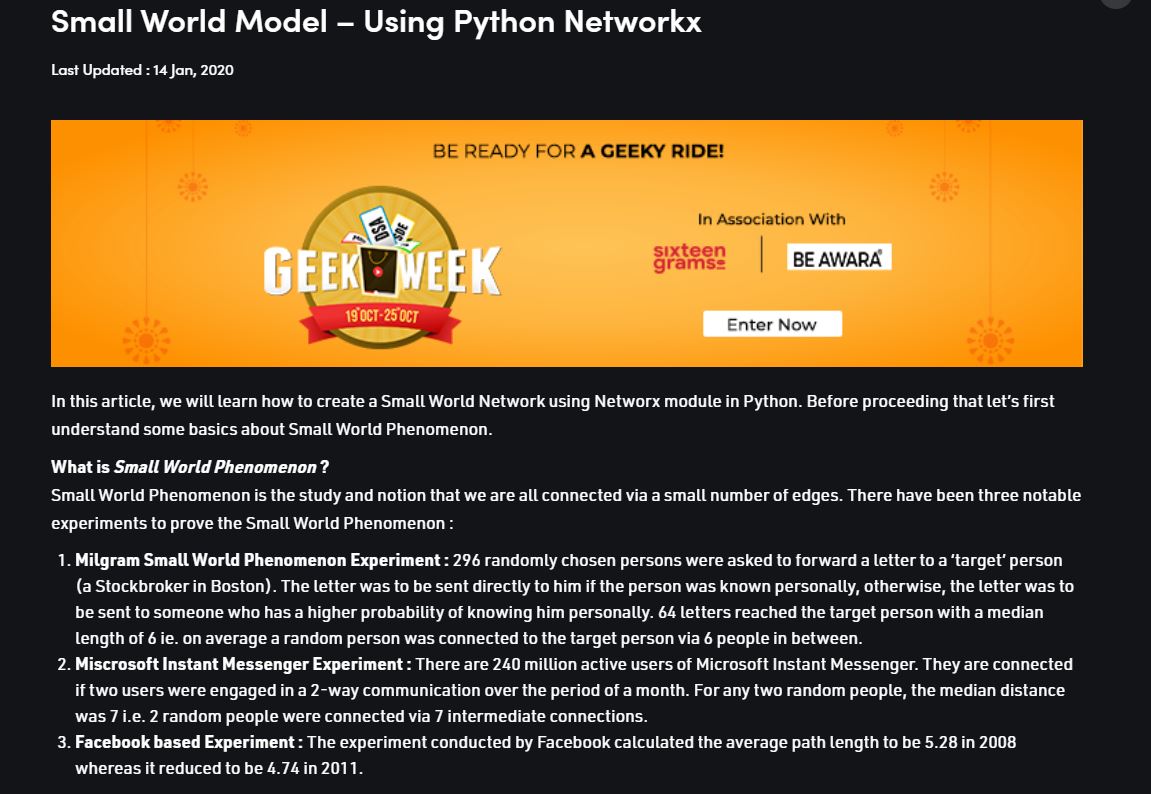 Small World Model – Using Python Networkx
Last Updated : 14 Jan, 2020
BE READY FOR A GEEKY RIDE!
In Association With
DSA
SDE
GEEK WEEK
sixteen
grams
BE AWARA
19th OCT-25th OCT
Enter Now
In this article, we will learn how to create a Small World Network using Networx module in Python. Before proceeding that let's first
understand some basics about Small World Phenomenon.
What is Small World Phenomenon ?
Small World Phenomenon is the study and notion that we are all connected via a small number of edges. There have been three notable
experiments to prove the Small World Phenomenon :
1. Milgram Small World Phenomenon Experiment : 296 randomly chosen persons were asked to forward a letter to a 'target' person
(a Stockbroker in Boston). The letter was to be sent directly to him if the person was known personally, otherwise, the letter was to
be sent to someone who has a higher probability of knowing him personally. 64 letters reached the target person with a median
length of 6 ie. on average a random person was connected to the target person via 6 people in between.
2. Miscrosoft Instant Messenger Experiment : There are 240 million active users of Microsoft Instant Messenger. They are connected
if two users were engaged in a 2-way communication over the period of a month. For any two random people, the median distance
was 7 i.e. 2 random people were connected via 7 intermediate connections.
3. Facebook based Experiment : The experiment conducted by Facebook calculated the average path length to be 5.28 in 2008
whereas it reduced to be 4.74 in 2011.